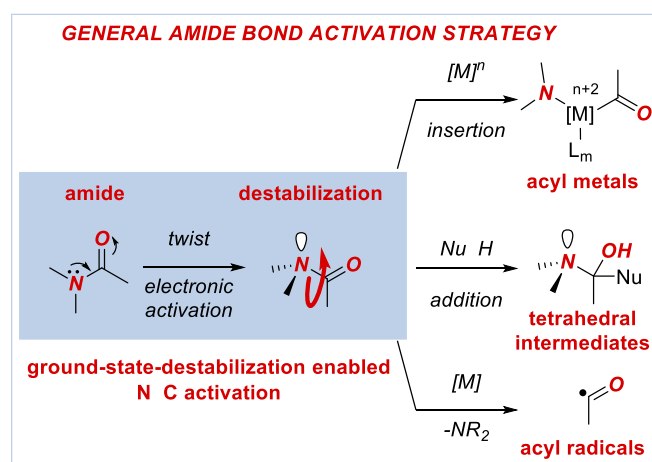 GENERAL AMIDE BOND ACTIVATION STRATEGY
[M]n
insertion
N
n+2
[M]
O
Lm
acyl metals
amide
destabilization
O
N
twist
electronic
activation
N
O
Nu H
addition
N
OH
Nu
tetrahedral
intermediates
ground-state-destabilization enabled
N C activation
[M]
-NR2
O
acyl radicals